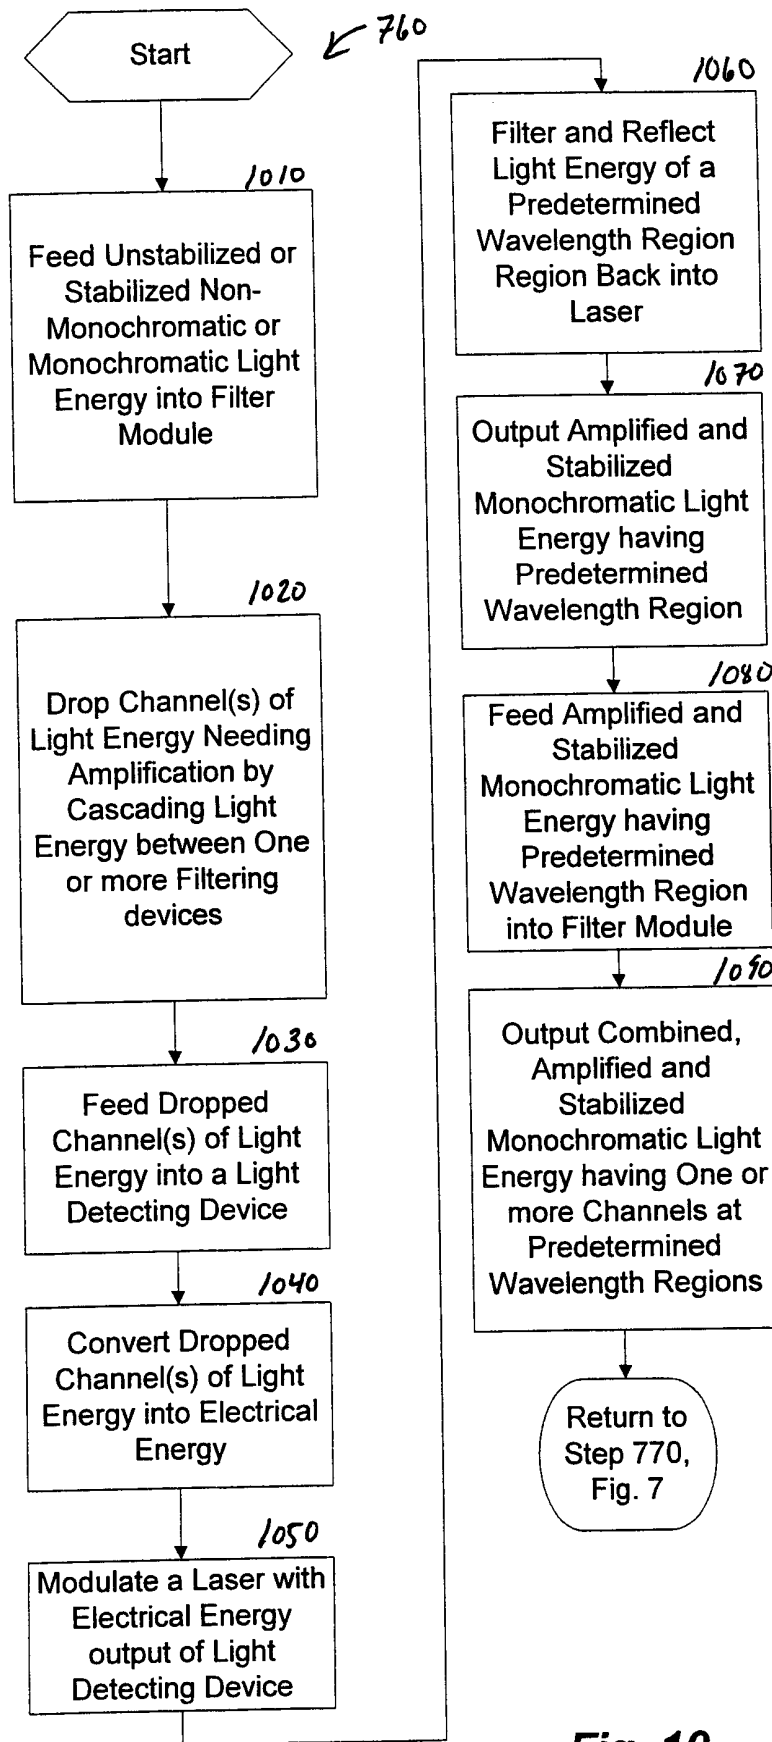 Start
760
1010
Feed Unstabilized or
Stabilized Non-
Monochromatic or
Monochromatic Light
Energy into Filter
Module
1020
Drop Channel(s) of
Light Energy Needing
Amplification by
Cascading Light
Energy between One
or more Filtering
devices
1030
Feed Dropped
Channel(s) of Light
Energy into a Light
Detecting Device
1040
Convert Dropped
Channel(s) of Light
Energy into Electrical
Energy
1050
Modulate a Laser with
Electrical Energy
output of Light
Detecting Device
1060
Filter and Reflect
Light Energy of a
Predetermined
Wavelength Region
Region Back into
Laser
1070
Output Amplified and
Stabilized
Monochromatic Light
Energy having
Predetermined
Wavelength Region
1080
Feed Amplified and
Stabilized
Monochromatic Light
Energy having
Predetermined
Wavelength Region
into Filter Module
1090
Output Combined,
Amplified and
Stabilized
Monochromatic Light
Energy having One or
more Channels at
Predetermined
Wavelength Regions
Return to
Step 770,
Fig. 7
Fig. 10